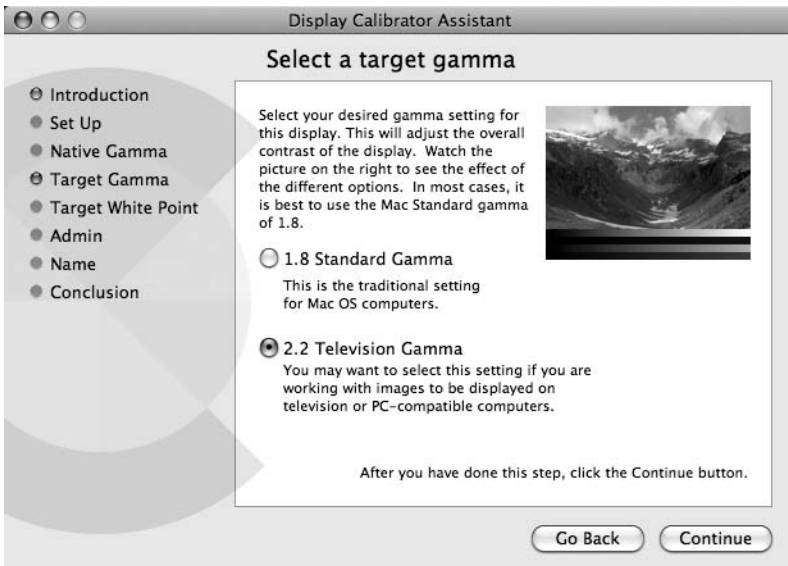 Display Calibrator Assistant
Select a target gamma
Introduction
Set Up
Native Gamma
Target Gamma
Target White Point
Admin
Name
Conclusion
Select your desired gamma setting for
this display. This will adjust the overall
contrast of the display. Watch the
picture on the right to see the effect of
the different options. In most cases, it
is best to use the Mac Standard gamma
of 1.8.
1.8 Standard Gamma
This is the traditional setting
for Mac OS computers.
2.2 Television Gamma
You may want to select this setting if you are
working with images to be displayed on
television or PC-compatible computers.
After you have done this step, click the Continue button.
Go Back
Continue